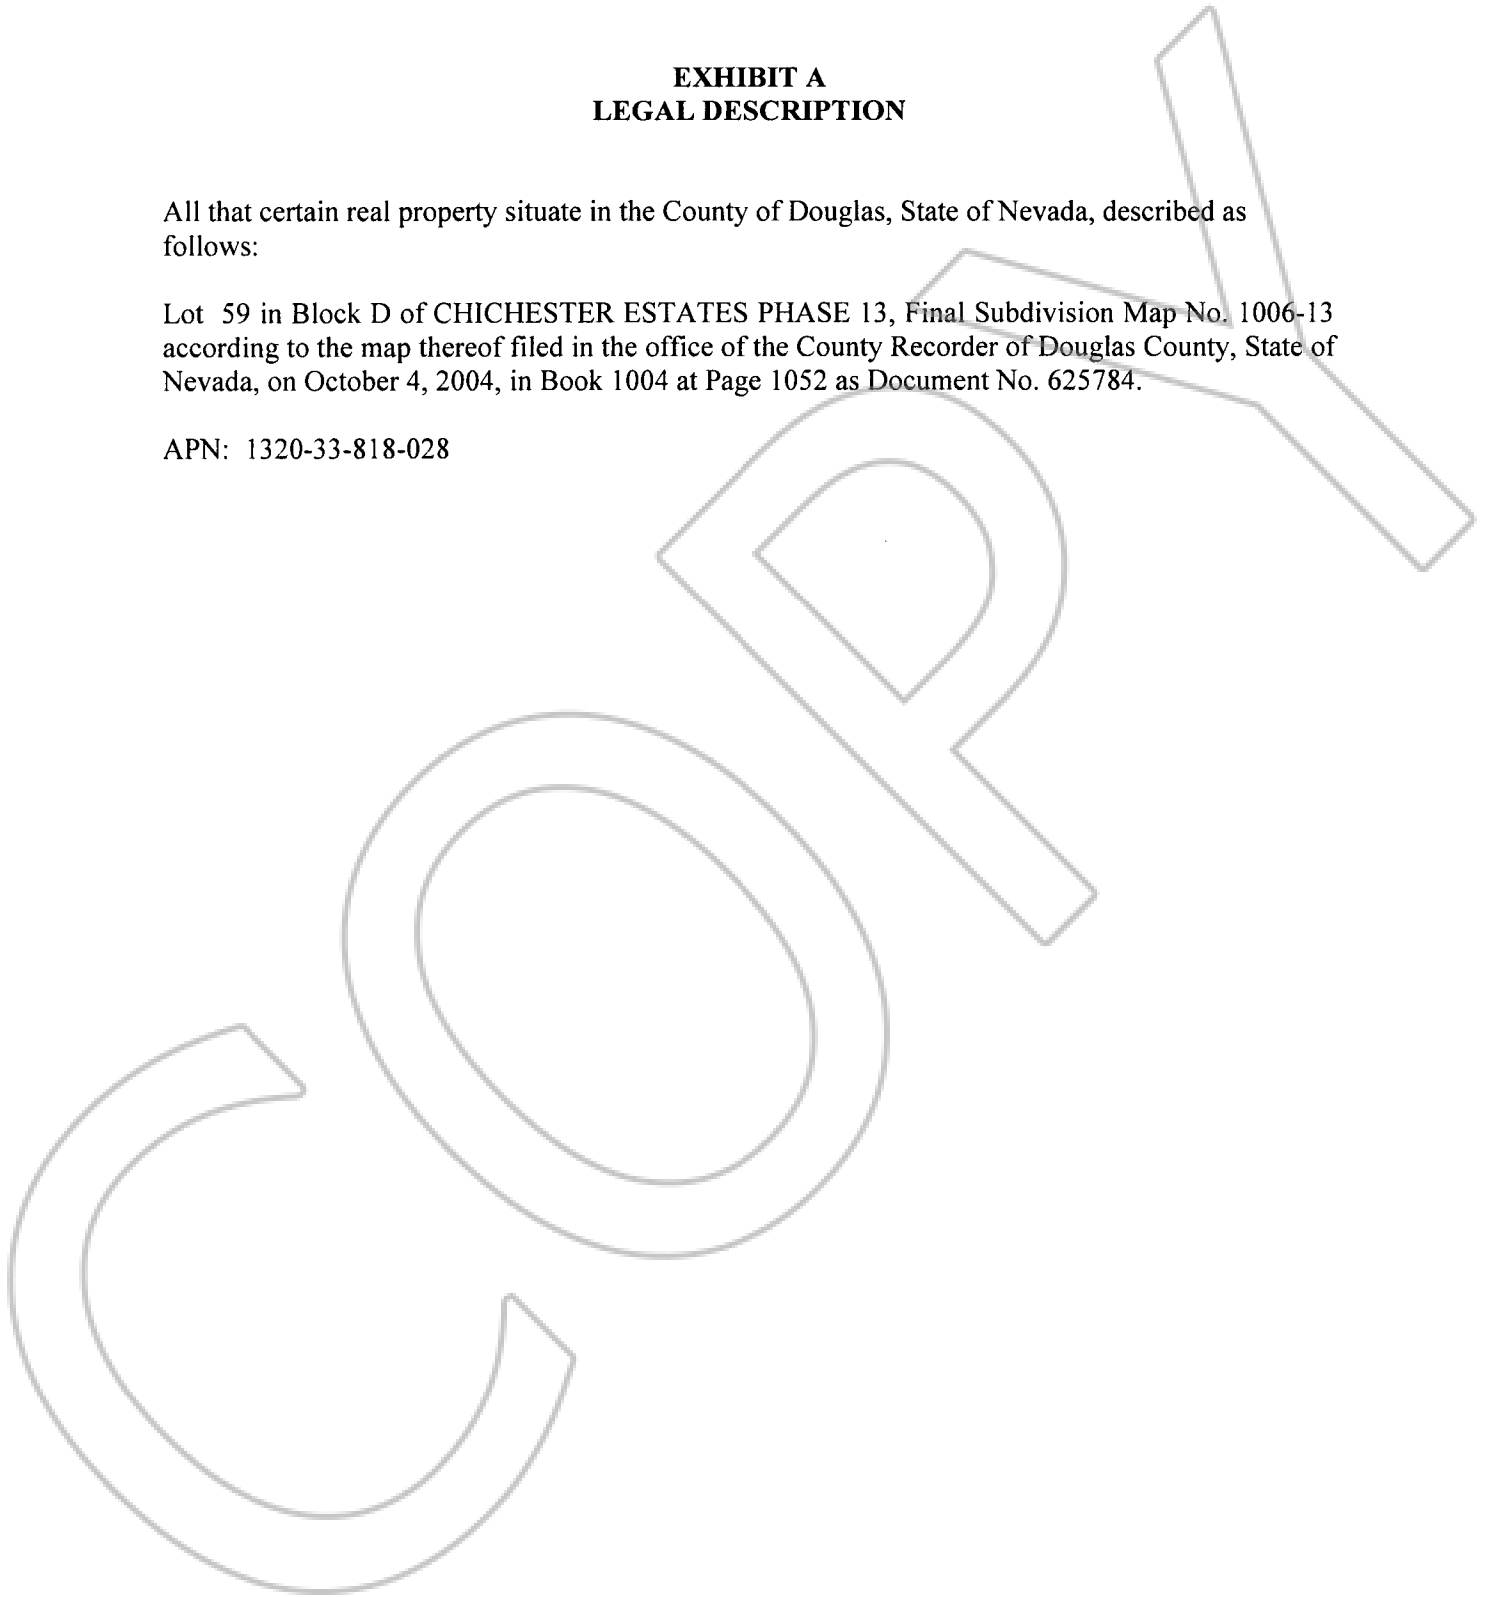 EXHIBIT A
LEGAL DESCRIPTION
All that certain real property situate in the County of Douglas, State of Nevada, described as
follows:
Lot 59 in Block D of CHICHESTER ESTATES PHASE 13, Final Subdivision Map No. 1006-13
according to the map thereof filed in the office of the County Recorder of Douglas County, State of
Nevada, on October 4, 2004, in Book 1004 at Page 1052 as Document No. 625784.
APN: 1320-33-818-028
COPY